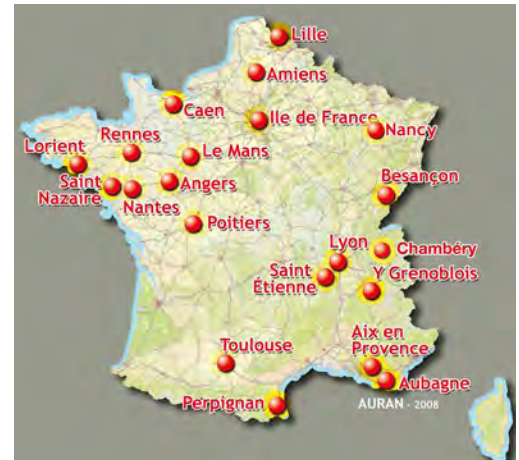 Lille
Amiens
Caen
Ile de France
Nancy
Rennes
Lorient
Le Mans
Besançon
Saint
Nazaire
Angers
Nantes
Poitiers
Lyon
Chambéry
Saint
Étienne
Y Grenoblois
Toulouse
Aix en
Provence
Aubagne
Perpignan
AURAN - 2008